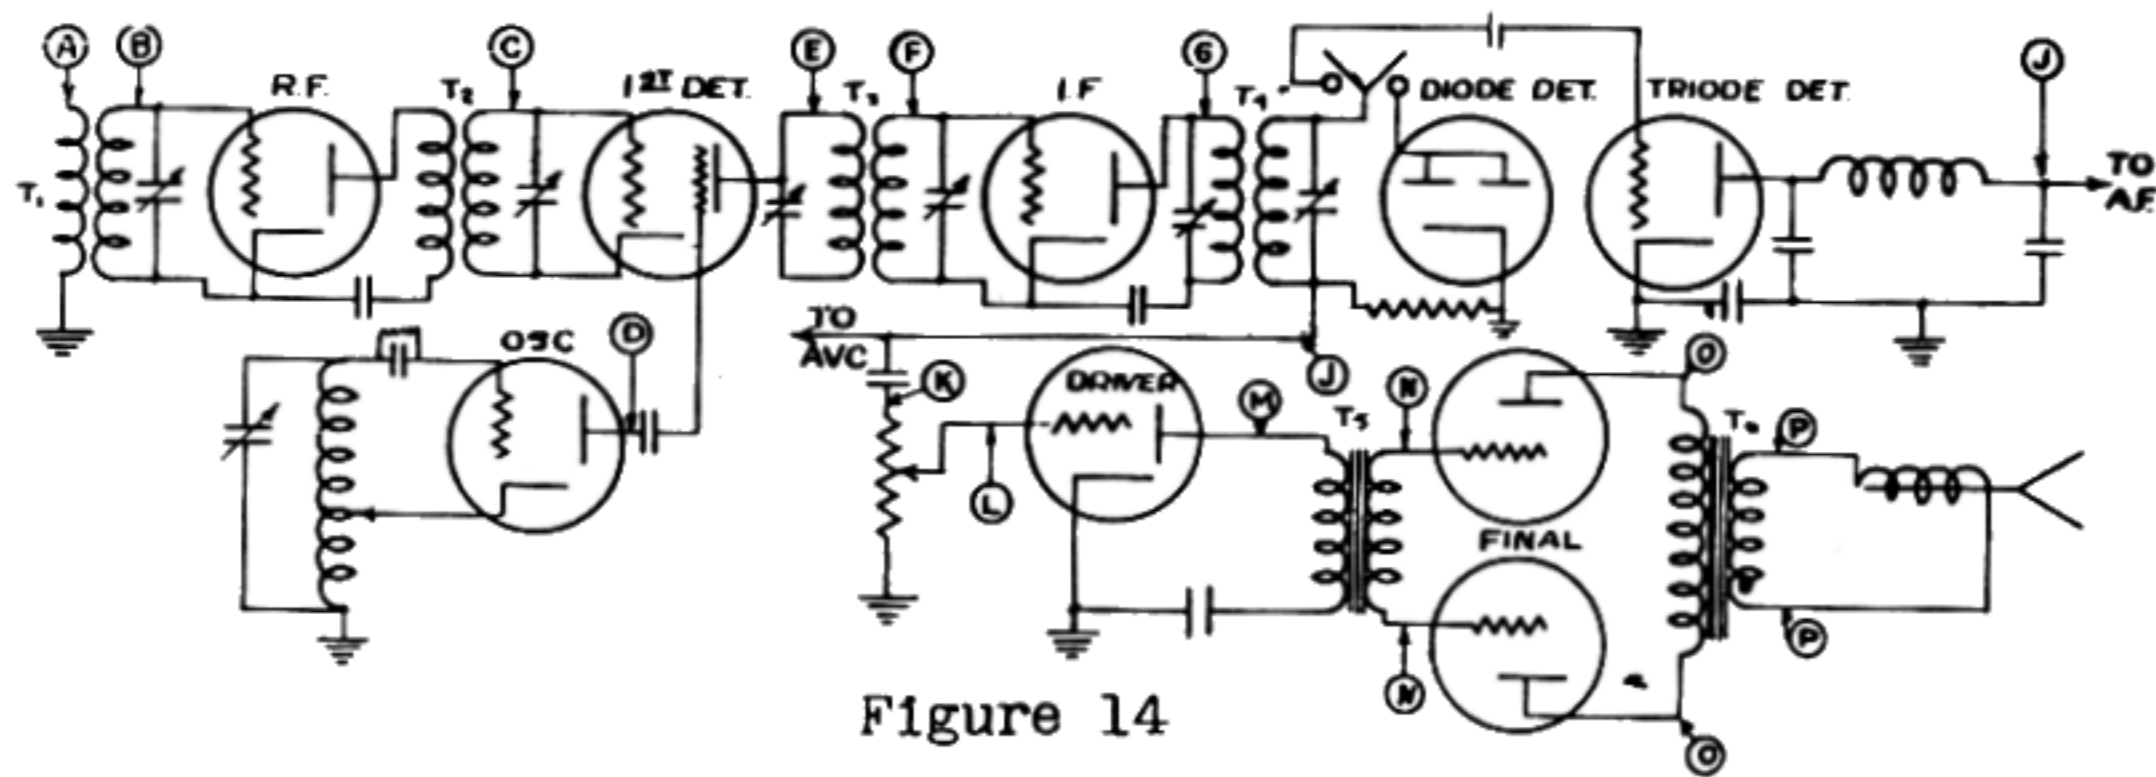 A B C E F G J
R.F. T2 1ST DET. T3 I.F T4 DIODE DET. TRIODE DET.
T1
TO
A.F.
TO
AVC
OSC D K DRIVER M J N O
T5 T6 P
L
FINAL
P
N
O
Figure 14